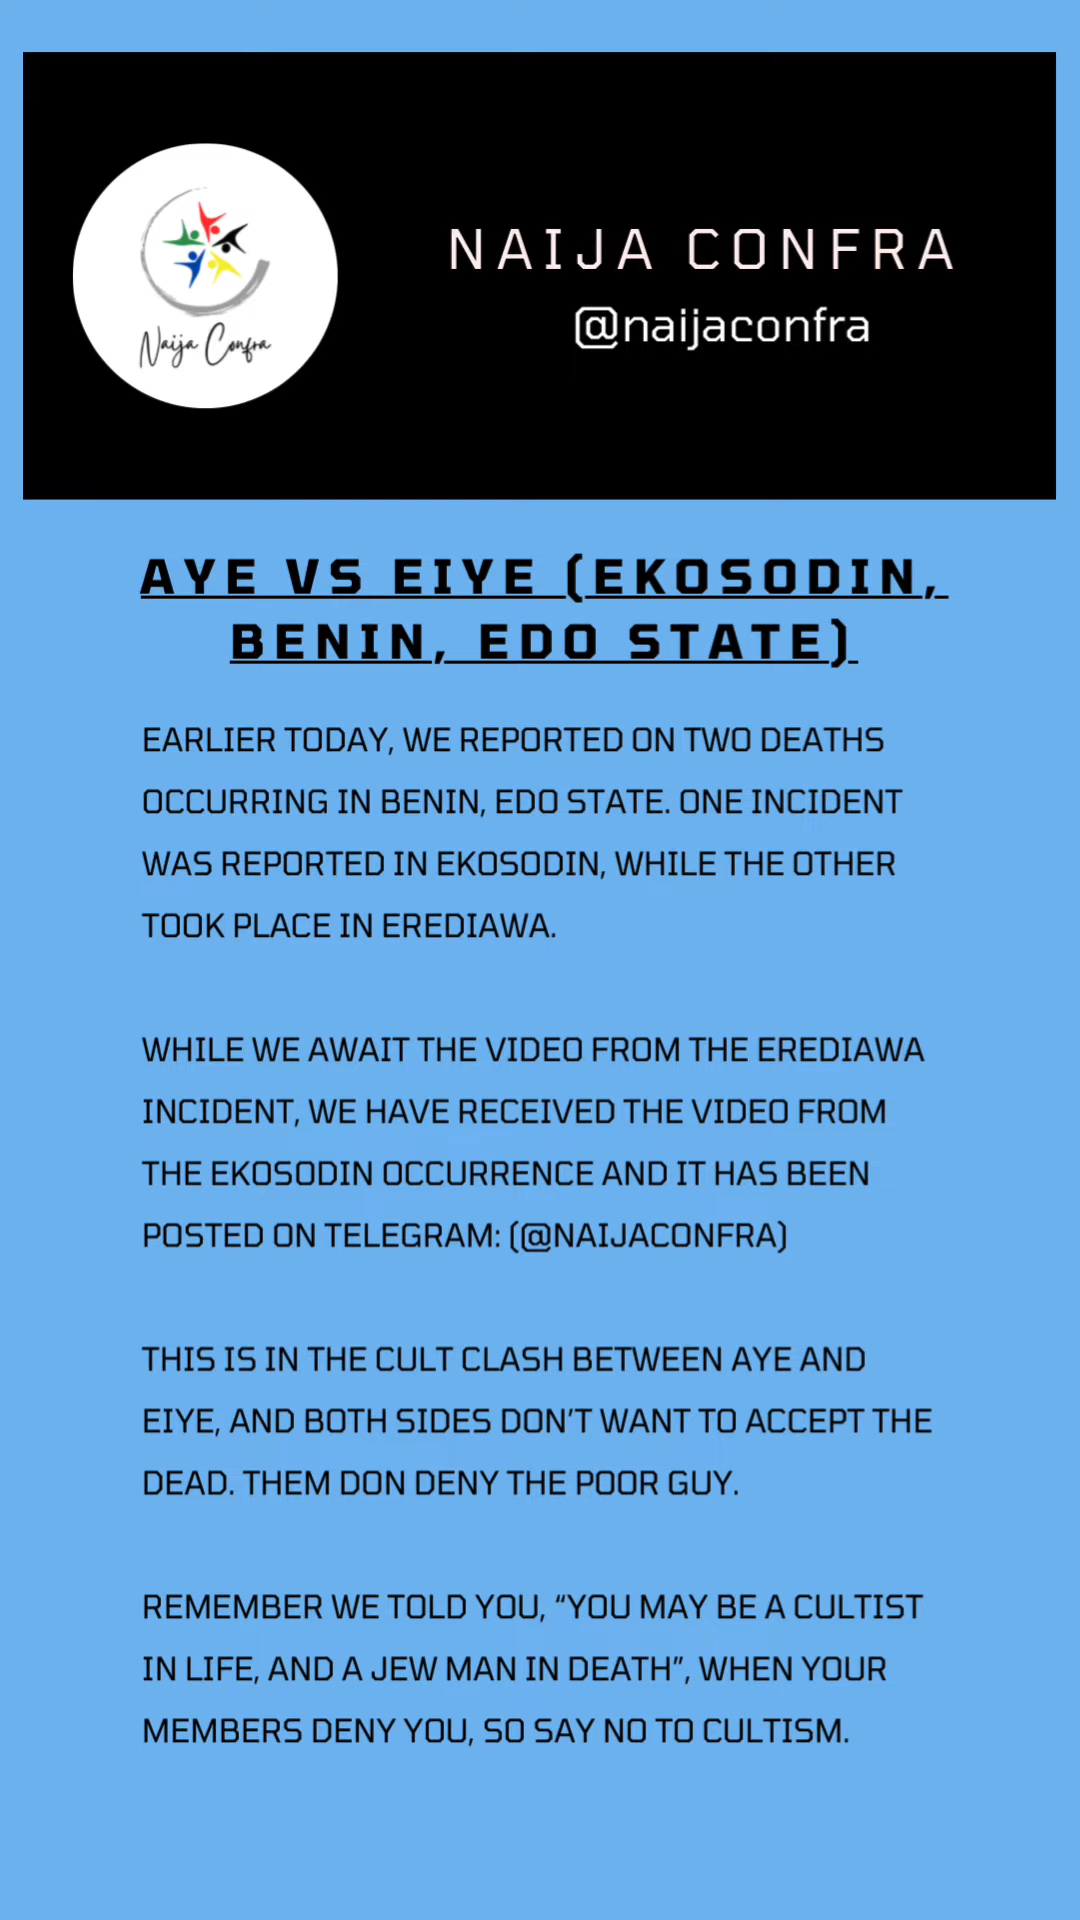 Naija Confra
NAIJA CONFRA
@naijaconfra
AYE VS EIYE (EKOSODIN,
BENIN, EDO STATE)
EARLIER TODAY, WE REPORTED ON TWO DEATHS
OCCURRING IN BENIN, EDO STATE. ONE INCIDENT
WAS REPORTED IN EKOSODIN, WHILE THE OTHER
TOOK PLACE IN EREDIAWA.
WHILE WE AWAIT THE VIDEO FROM THE EREDIAWA
INCIDENT, WE HAVE RECEIVED THE VIDEO FROM
THE EKOSODIN OCCURRENCE AND IT HAS BEEN
POSTED ON TELEGRAM: (@NAIJACONFRA)
THIS IS IN THE CULT CLASH BETWEEN AYE AND
EIYE, AND BOTH SIDES DON’T WANT TO ACCEPT THE
DEAD. THEM DON DENY THE POOR GUY.
REMEMBER WE TOLD YOU, “YOU MAY BE A CULTIST
IN LIFE, AND A JEW MAN IN DEATH”, WHEN YOUR
MEMBERS DENY YOU, SO SAY NO TO CULTISM.